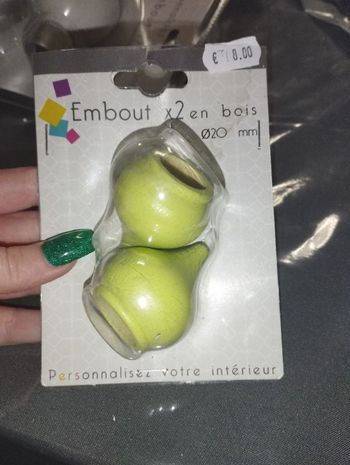 € 8.00
Embout x2 en bois
Ø20 mm
Personnalisez votre intérieur